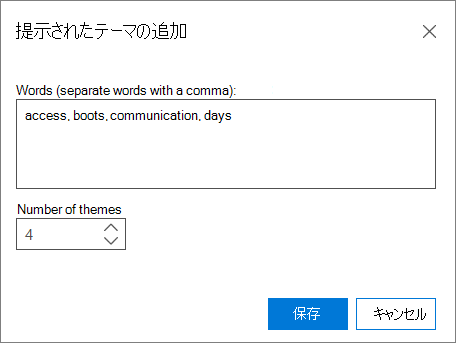 提示されたテーマの追加
Words (separate words with a comma):
access, boots, communication, days
Number of themes
4
保存
キャンセル